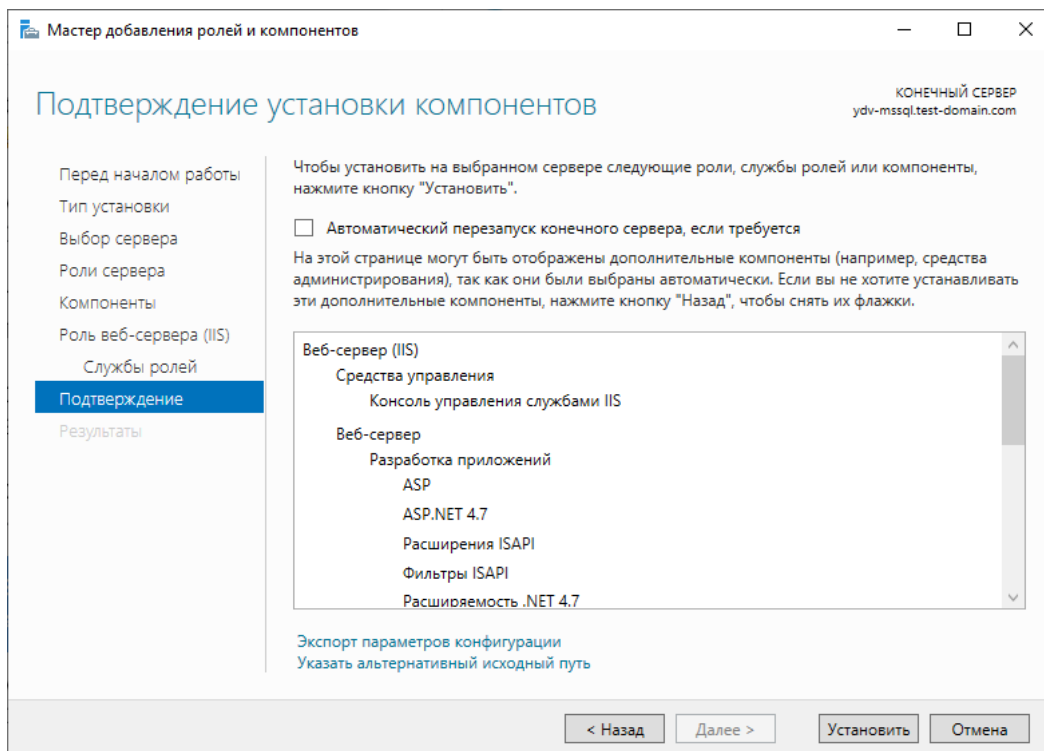 Мастер добавления ролей и компонентов
Подтверждение установки компонентов
КОНЕЧНЫЙ СЕРВЕР
ydv-mssql.test-domain.com
Перед началом работы
Тип установки
Выбор сервера
Роли сервера
Компоненты
Роль веб-сервера (IIS)
Службы ролей
Подтверждение
Результаты
Чтобы установить на выбранном сервере следующие роли, службы ролей или компоненты,
нажмите кнопку "Установить".
Автоматический перезапуск конечного сервера, если требуется
На этой странице могут быть отображены дополнительные компоненты (например, средства
администрирования), так как они были выбраны автоматически. Если вы не хотите устанавливать
эти дополнительные компоненты, нажмите кнопку "Назад", чтобы снять их флажки.
Веб-сервер (IIS)
Средства управления
Консоль управления службами IIS
Веб-сервер
Разработка приложений
ASP
ASP.NET 4.7
Расширения ISAPI
Фильтры ISAPI
Расширяемость .NET 4.7
Экспорт параметров конфигурации
Указать альтернативный исходный путь
< Назад
Далее >
Установить
Отмена